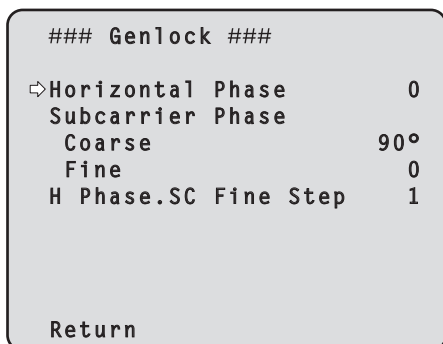 ### Genlock ###
⇨Horizontal Phase 0
Subcarrier Phase
Coarse 90°
Fine 0
H Phase.SC Fine Step 1
Return